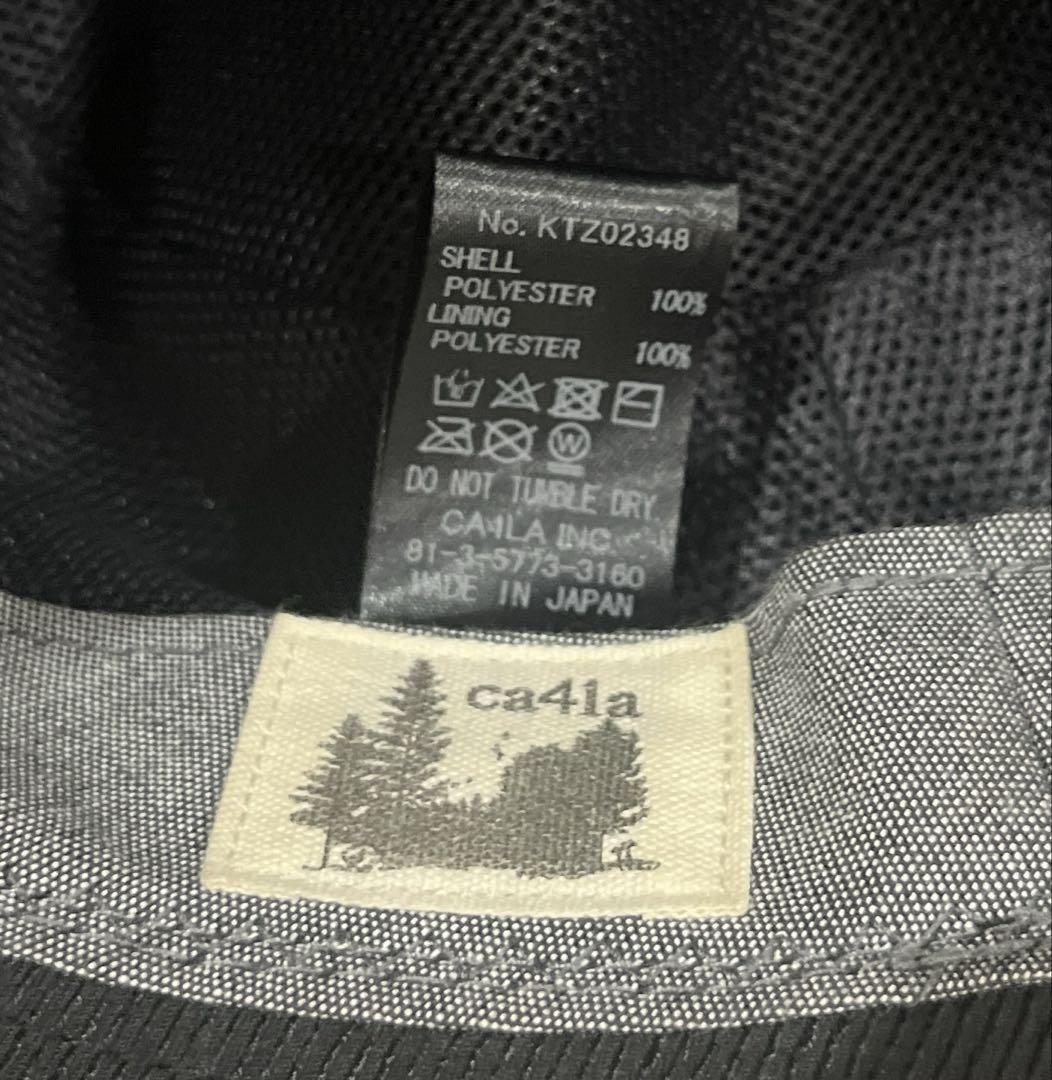 No. KTZ02348
SHELL
POLYESTER 100%
LINING
POLYESTER 100%
W
DO NOT TUMBLE DRY
CA4LA INC.
81-3-5773-3160
MADE IN JAPAN
ca4la